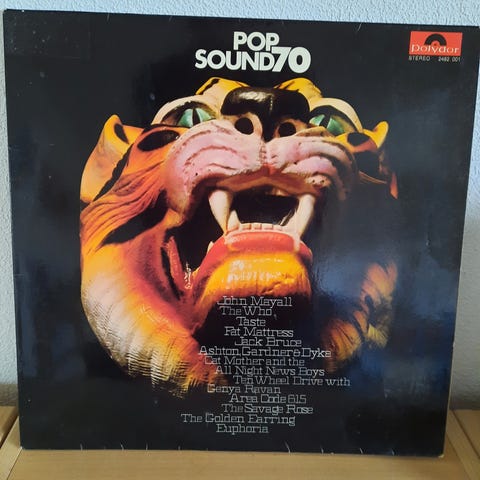 POP
SOUND70
Polydor
STEREO 2482 001
John Mayall
The Who
Taste
Fat Mattress
Jack Bruce
Ashton, Gardner & Dyke
Cat Mother and the
All Night News Boys
Ten Wheel Drive with
Genya Ravan
Area Code 615
The Savage Rose
The Golden Earring
Euphoria